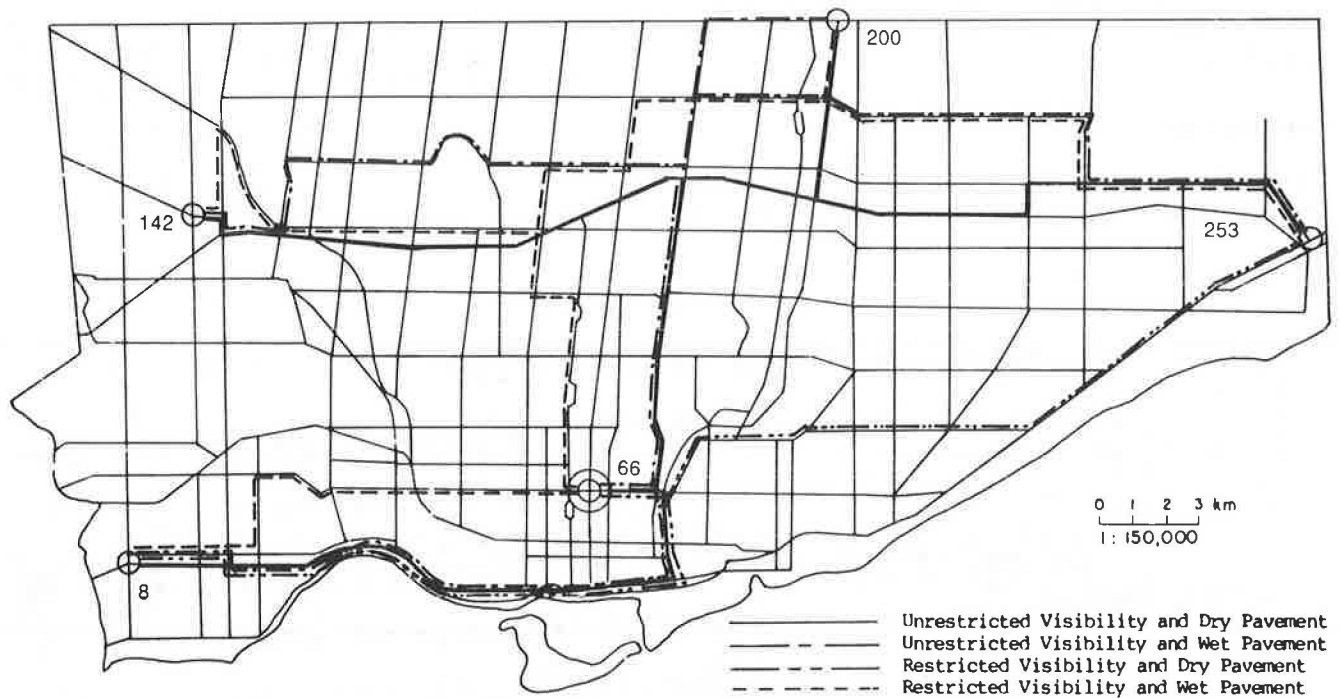 200
142
253
66
8
0 1 2 3 km
1: 150,000
Unrestricted Visibility and Dry Pavement
Unrestricted Visibility and Wet Pavement
Restricted Visibility and Dry Pavement
Restricted Visibility and Wet Pavement